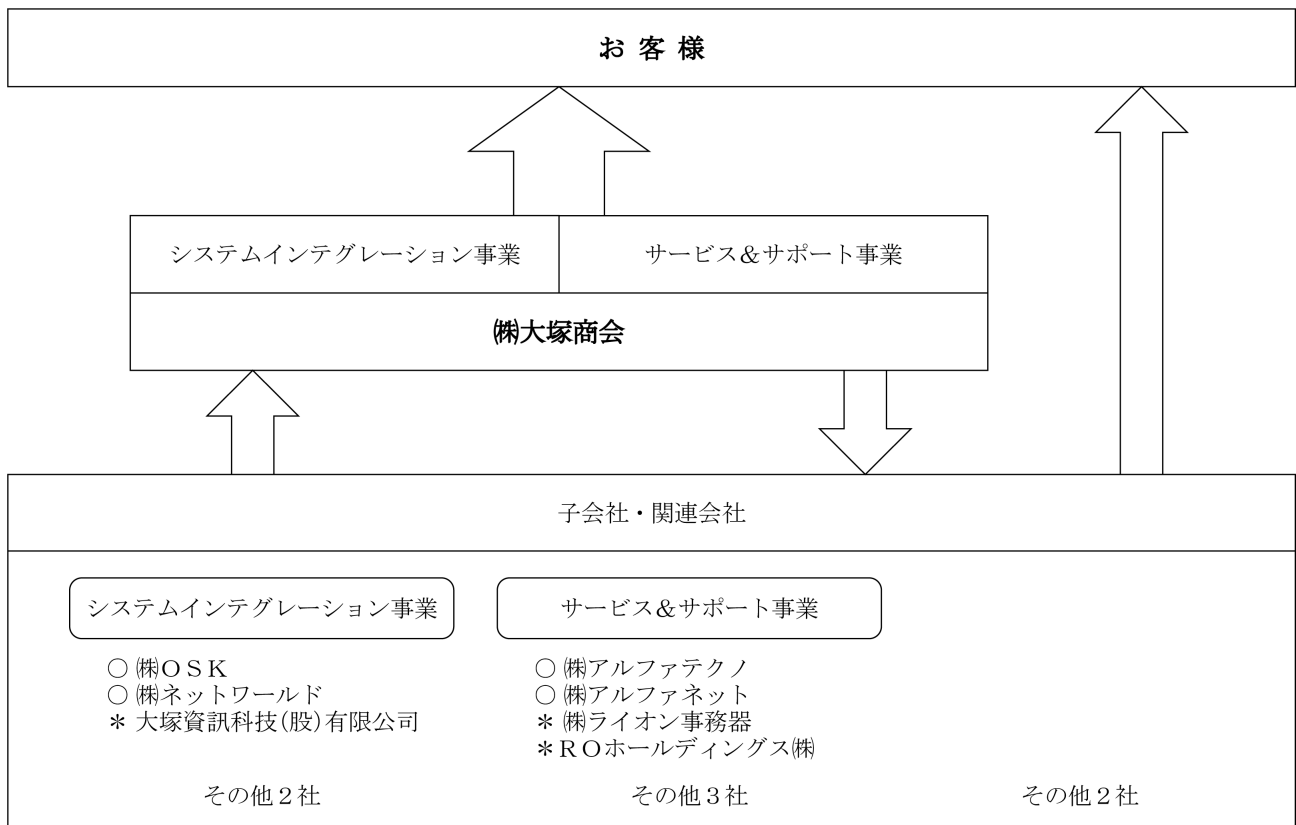 お客様
システムインテグレーション事業
サービス＆サポート事業
㈱大塚商会
子会社・関連会社
システムインテグレーション事業
サービス＆サポート事業
○ ㈱ＯＳＫ
○ ㈱ネットワールド
＊ 大塚資訊科技(股)有限公司
○ ㈱アルファテクノ
○ ㈱アルファネット
＊ ㈱ライオン事務器
＊ＲＯホールディングス㈱
その他２社
その他３社
その他２社